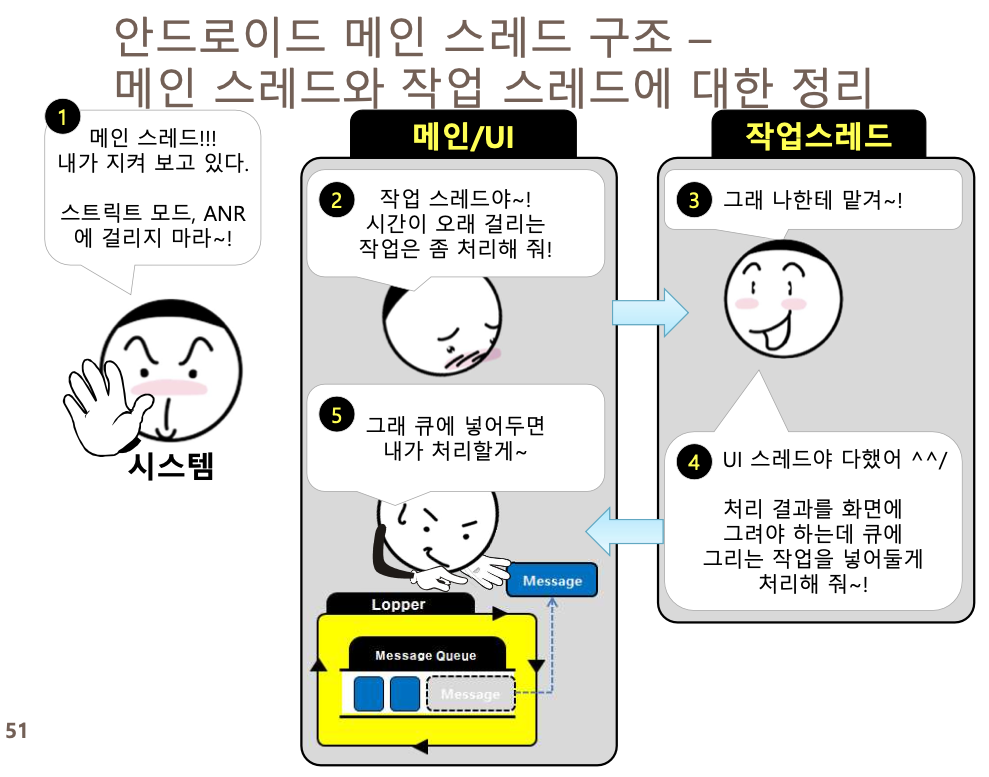 안드로이드 메인 스레드 구조 –
메인 스레드와 작업 스레드에 대한 정리
1
메인 스레드!!!
내가 지켜 보고 있다.
스트릭트 모드, ANR
에 걸리지 마라~!
시스템
메인/UI
2
작업 스레드야~!
시간이 오래 걸리는
작업은 좀 처리해 줘!
작업스레드
3
그래 나한테 맡겨~!
4
UI 스레드야 다했어 ^^/
처리 결과를 화면에
그려야 하는데 큐에
그리는 작업을 넣어둘게
처리해 줘~!
5
그래 큐에 넣어두면
내가 처리할게~
Message
Lopper
Message Queue
Message
51